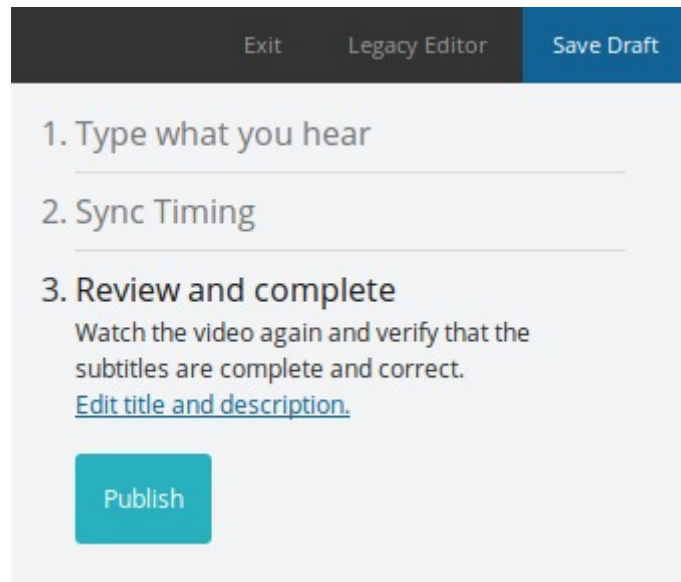 Exit Legacy Editor Save Draft
1. Type what you hear
2. Sync Timing
3. Review and complete
Watch the video again and verify that the
subtitles are complete and correct.
Edit title and description.
Publish